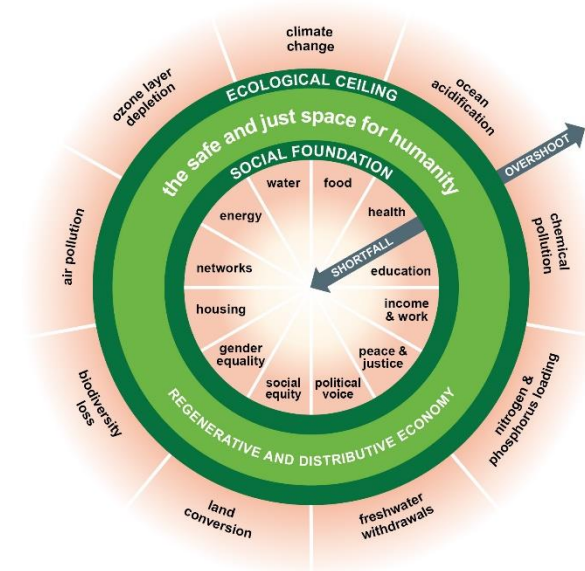 climate
change
ocean
acidification
chemical
pollution
nitrogen &
phosphorus loading
freshwater
withdrawals
land
conversion
biodiversity
loss
air pollution
ozone layer
depletion
ECOLOGICAL CEILING
the safe and just space for humanity
OVERSHOOT
SOCIAL FOUNDATION
water
food
health
SHORTFALL
education
income
& work
peace &
justice
political
voice
social
equity
gender
equality
housing
networks
energy
REGENERATIVE AND DISTRIBUTIVE ECONOMY